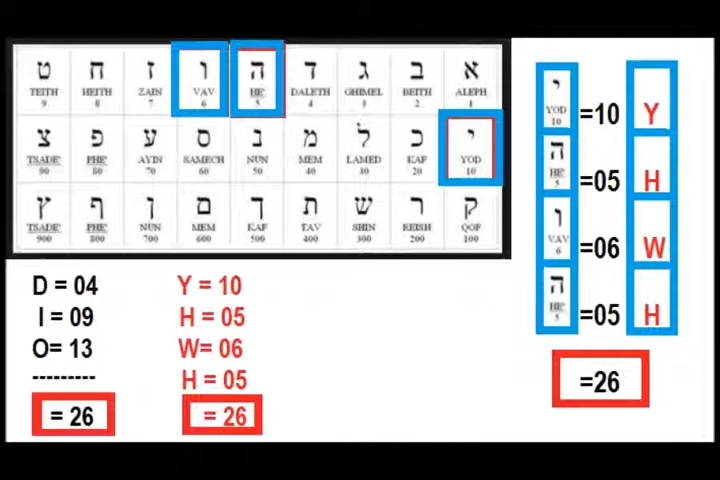 ט ח ז ו ה ד ג ב א
TEITH HEITH ZAIN VAV HE' DALETH GHIMEL BEITH ALEPH
9 8 7 6 5 4 3 2 1
צ פ ע ס נ מ ל כ י
TSADE' PHE' AYIN SAMECH NUN MEM LAMED KAF YOD
90 80 70 60 50 40 30 20 10
ץ ף ן ם ך ת ש ר ק
TSADE' PHE' NUN MEM KAF TAV SHIN REISH QOF
900 800 700 600 500 400 300 200 100
D = 04
I = 09
O= 13
---------
= 26
Y = 10
H = 05
W= 06
H = 05
= 26
י
YOD
10
=10 Y
ה
HE'
5
=05 H
ו
VAV
6
=06 W
ה
HE'
5
=05 H
=26